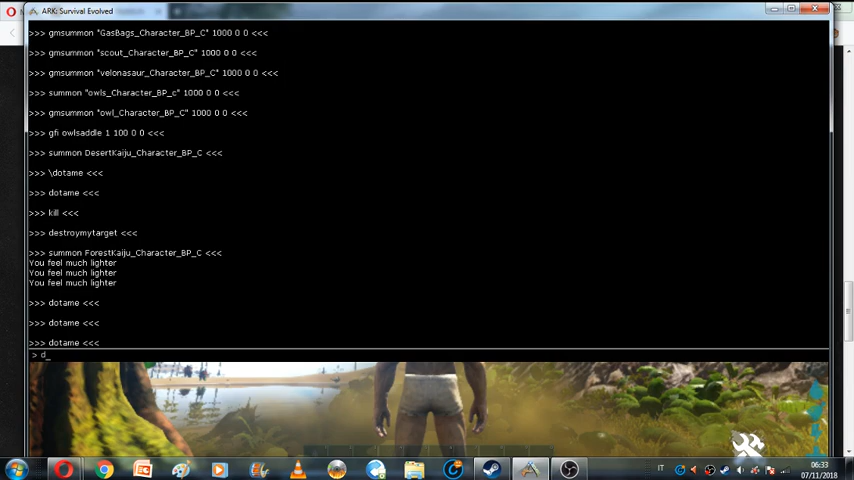 ARK: Survival Evolved
>>> gmsummon "GasBags_Character_BP_C" 1000 0 0 <<<
>>> gmsummon "scout_Character_BP_C" 1000 0 0 <<<
>>> gmsummon "velonasaur_Character_BP_C" 1000 0 0 <<<
>>> summon "owls_Character_BP_c" 1000 0 0 <<<
>>> gmsummon "owl_Character_BP_C" 1000 0 0 <<<
>>> gfi owlsaddle 1 100 0 0 <<<
>>> summon DesertKaiju_Character_BP_C <<<
>>> \dotame <<<
>>> dotame <<<
>>> kill <<<
>>> destroymytarget <<<
>>> summon ForestKaiju_Character_BP_C <<<
You feel much lighter
You feel much lighter
You feel much lighter
>>> dotame <<<
>>> dotame <<<
>>> dotame <<<
> d_
IT
06:33
07/11/2018